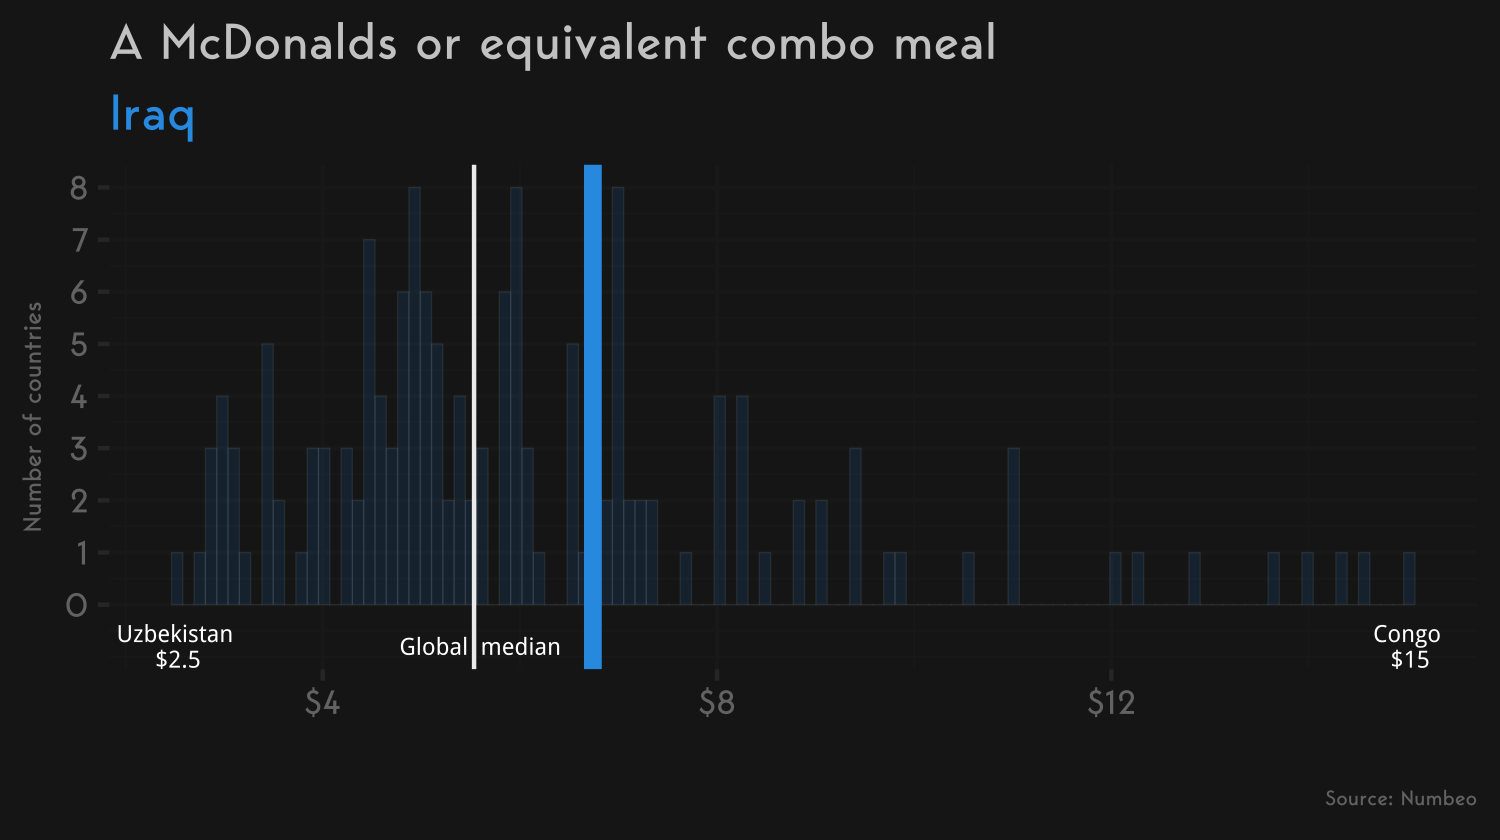 A McDonalds or equivalent combo meal
Iraq
Number of countries
8
7
6
5
4
3
2
1
0
Uzbekistan
$2.5
Global median
Congo
$15
$4 $8 $12
Source: Numbeo